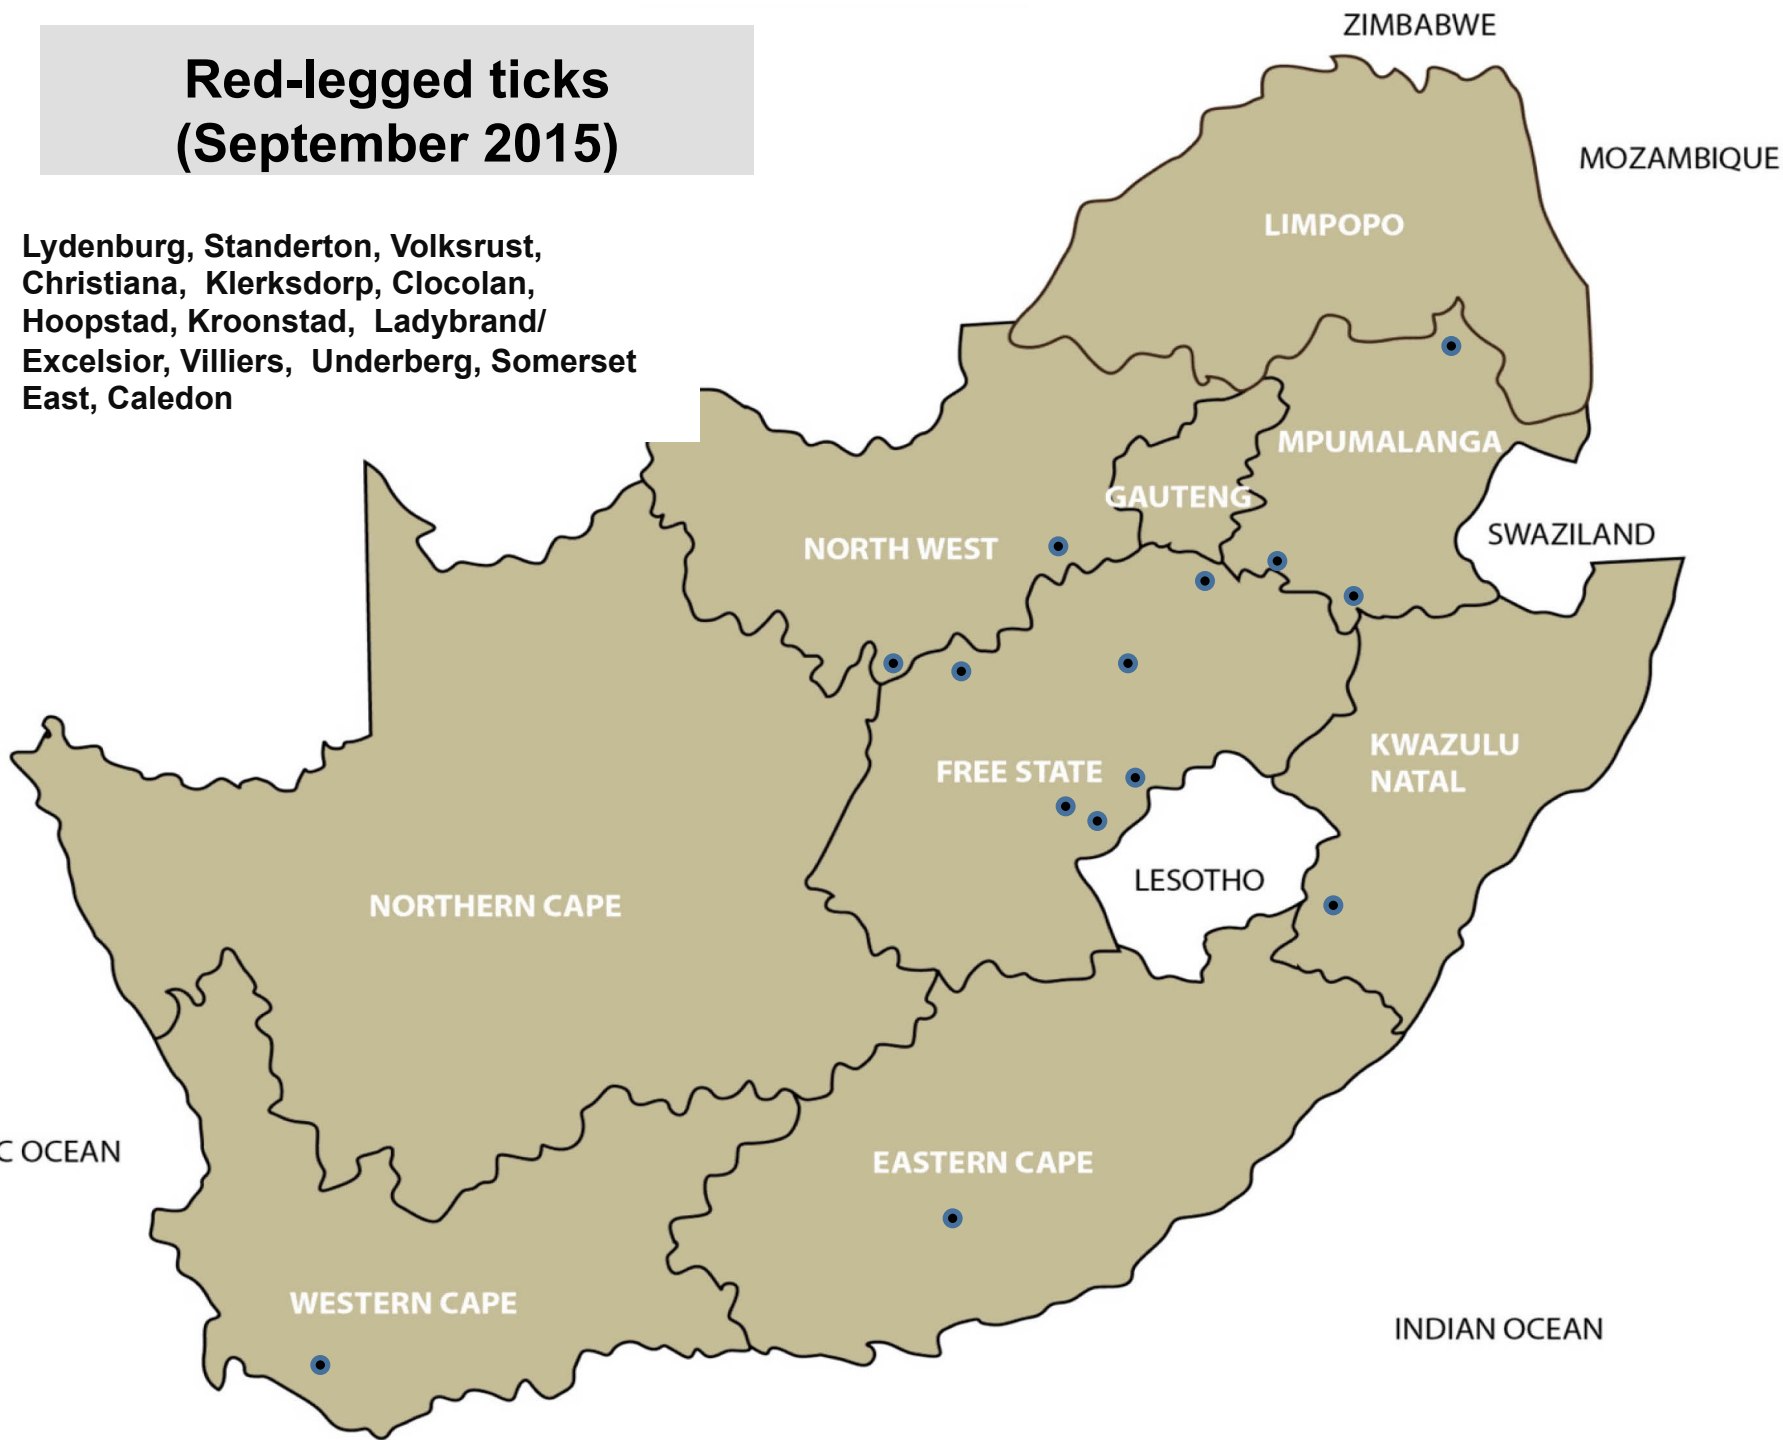 Red-legged ticks
(September 2015)
Lydenburg, Standerton, Volksrust,
Christiana, Klerksdorp, Clocolan,
Hoopstad, Kroonstad, Ladybrand/
Excelsior, Villiers, Underberg, Somerset
East, Caledon
ZIMBABWE
MOZAMBIQUE
LIMPOPO
MPUMALANGA
GAUTENG
SWAZILAND
NORTH WEST
KWAZULU
NATAL
FREE STATE
LESOTHO
NORTHERN CAPE
C OCEAN
EASTERN CAPE
WESTERN CAPE
INDIAN OCEAN